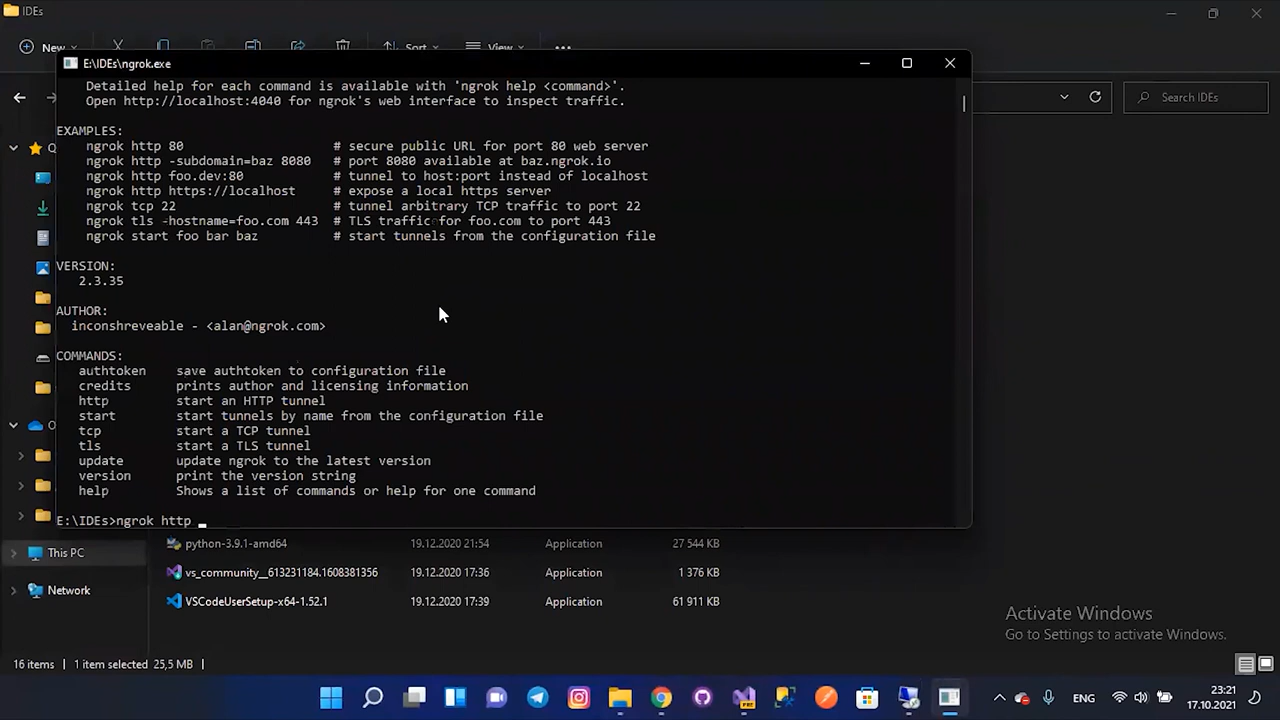 IDEs
New
Sort
View
E:\IDEs\ngrok.exe
Search IDEs
Detailed help for each command is available with 'ngrok help <command>'.
Open http://localhost:4040 for ngrok's web interface to inspect traffic.
EXAMPLES:
ngrok http 80 # secure public URL for port 80 web server
ngrok http -subdomain=baz 8080 # port 8080 available at baz.ngrok.io
ngrok http foo.dev:80 # tunnel to host:port instead of localhost
ngrok http https://localhost # expose a local https server
ngrok tcp 22 # tunnel arbitrary TCP traffic to port 22
ngrok tls -hostname=foo.com 443 # TLS traffic for foo.com to port 443
ngrok start foo bar baz # start tunnels from the configuration file
VERSION:
2.3.35
AUTHOR:
inconshreveable - <alan@ngrok.com>
COMMANDS:
authtoken save authtoken to configuration file
credits prints author and licensing information
http start an HTTP tunnel
start start tunnels by name from the configuration file
tcp start a TCP tunnel
tls start a TLS tunnel
update update ngrok to the latest version
version print the version string
help Shows a list of commands or help for one command
E:\IDEs>ngrok http _
This PC
Network
python-3.9.1-amd64 19.12.2020 21:54 Application 27 544 KB
vs_community__613231184.1608381356 19.12.2020 17:36 Application 1 376 KB
VSCodeUserSetup-x64-1.52.1 19.12.2020 17:39 Application 61 911 KB
Activate Windows
Go to Settings to activate Windows.
16 items | 1 item selected 25,5 MB |
ENG
23:21
17.10.2021